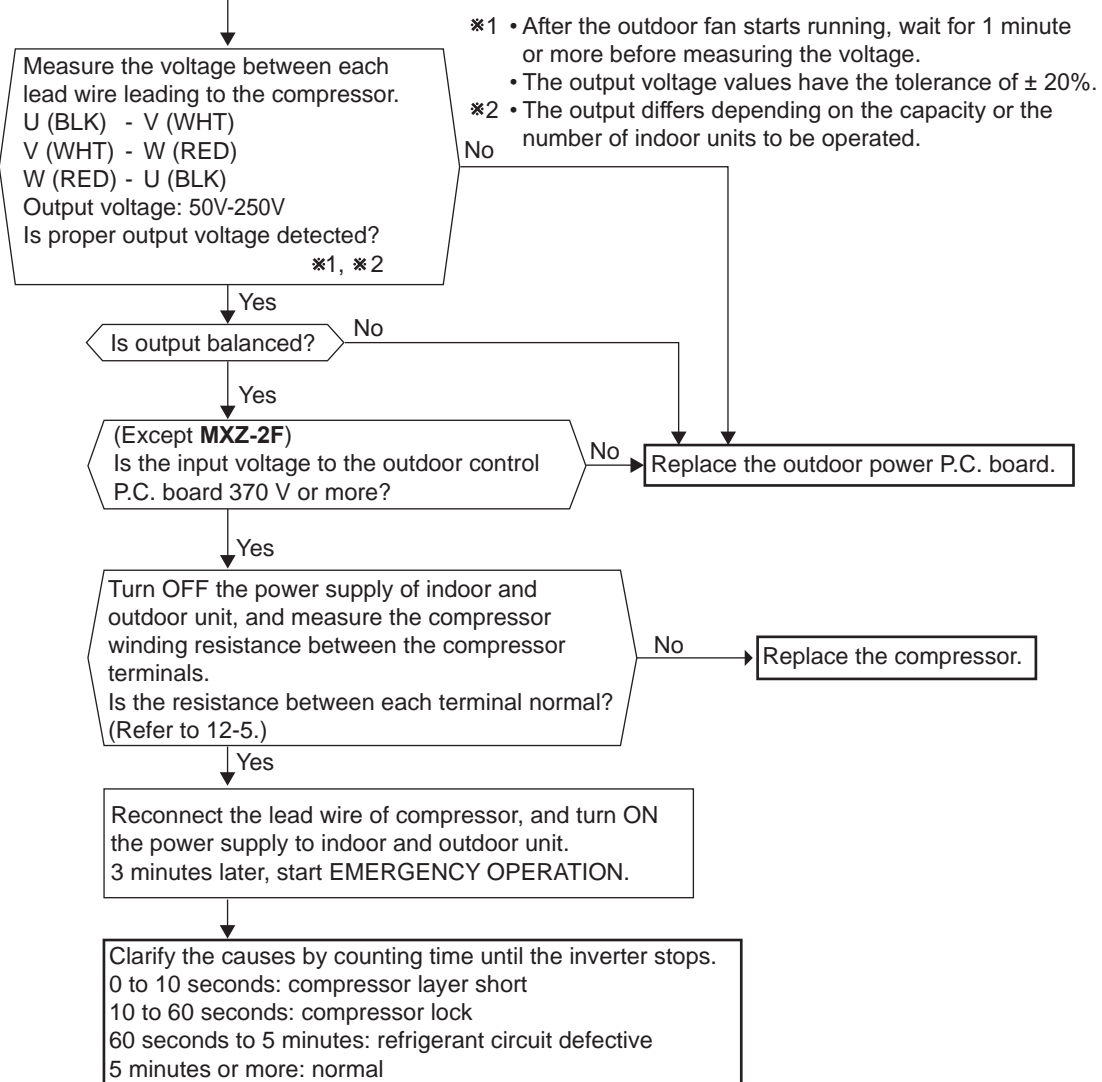 ※1 • After the outdoor fan starts running, wait for 1 minute
or more before measuring the voltage.
• The output voltage values have the tolerance of ± 20%.
※2 • The output differs depending on the capacity or the
number of indoor units to be operated.
Measure the voltage between each
lead wire leading to the compressor.
U (BLK) - V (WHT)
V (WHT) - W (RED)
W (RED) - U (BLK)
Output voltage: 50V-250V
Is proper output voltage detected?
※1, ※2
No
Yes
Is output balanced?
No
Yes
(Except MXZ-2F)
Is the input voltage to the outdoor control
P.C. board 370 V or more?
No
Replace the outdoor power P.C. board.
Yes
Turn OFF the power supply of indoor and
outdoor unit, and measure the compressor
winding resistance between the compressor
terminals.
Is the resistance between each terminal normal?
(Refer to 12-5.)
No
Replace the compressor.
Yes
Reconnect the lead wire of compressor, and turn ON
the power supply to indoor and outdoor unit.
3 minutes later, start EMERGENCY OPERATION.
Clarify the causes by counting time until the inverter stops.
0 to 10 seconds: compressor layer short
10 to 60 seconds: compressor lock
60 seconds to 5 minutes: refrigerant circuit defective
5 minutes or more: normal